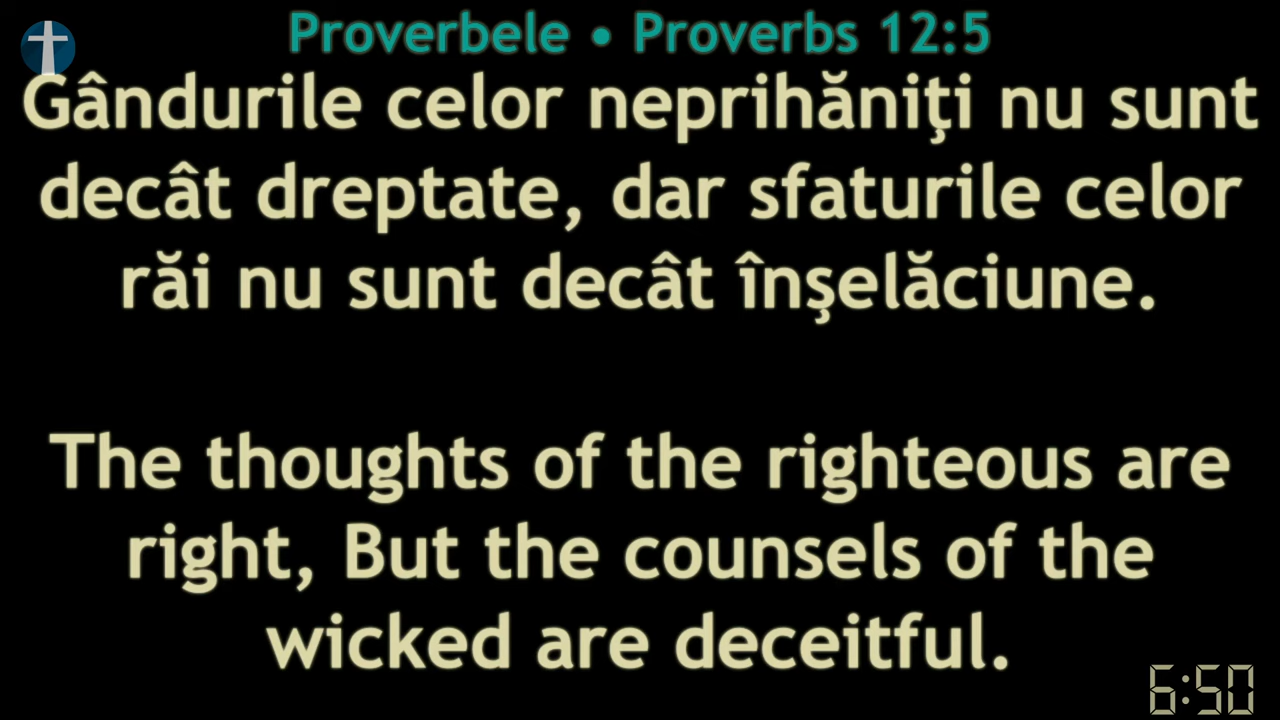 Proverbele • Proverbs 12:5
Gândurile celor neprihăniţi nu sunt
decât dreptate, dar sfaturile celor
răi nu sunt decât înşelăciune.
The thoughts of the righteous are
right, But the counsels of the
wicked are deceitful.
6:50